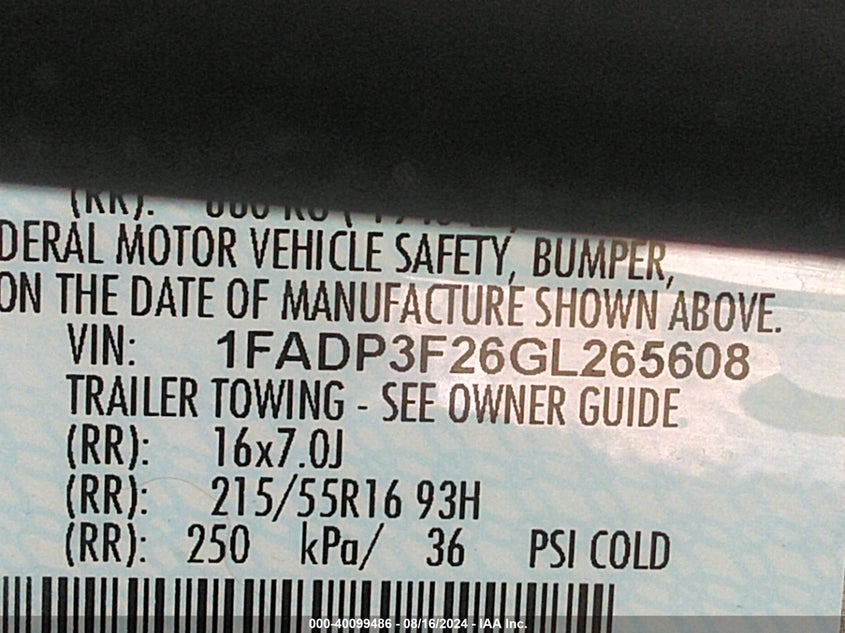 (RR):
DERAL MOTOR VEHICLE SAFETY, BUMPER,
ON THE DATE OF MANUFACTURE SHOWN ABOVE.
VIN: 1FADP3F26GL265608
TRAILER TOWING - SEE OWNER GUIDE
(RR): 16x7.0J
(RR): 215/55R16 93H
(RR): 250 kPa/ 36 PSI COLD
000-40099486 - 08/16/2024 - IAA Inc.